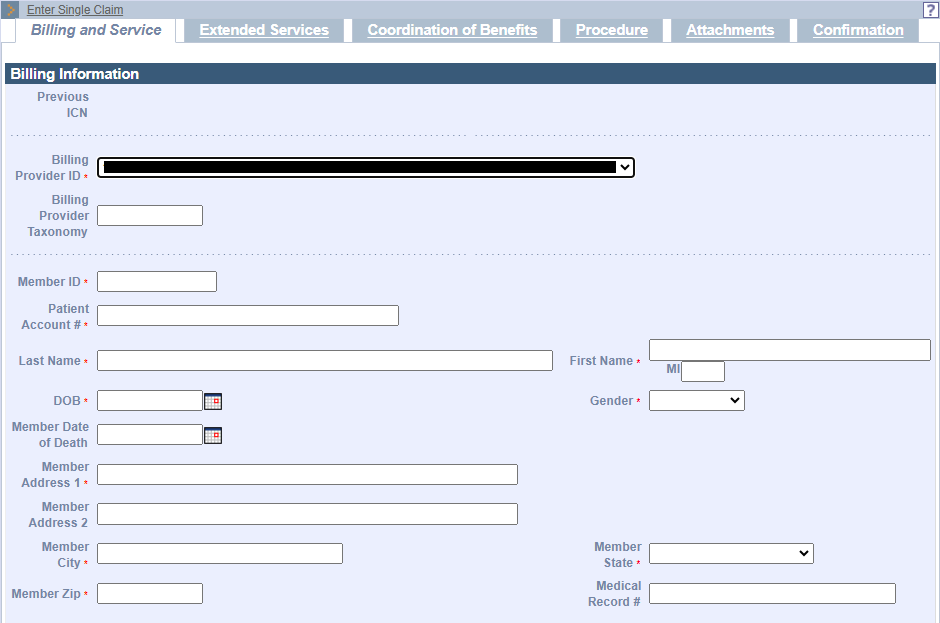 Enter Single Claim
?
Billing and Service
Extended Services
Coordination of Benefits
Procedure
Attachments
Confirmation
Billing Information
Previous
ICN
Billing
Provider ID *
Billing
Provider
Taxonomy
Member ID *
Patient
Account # *
Last Name *
First Name *
MI
DOB *
Gender *
Member Date
of Death
Member
Address 1 *
Member
Address 2
Member
City *
Member
State *
Member Zip *
Medical
Record #